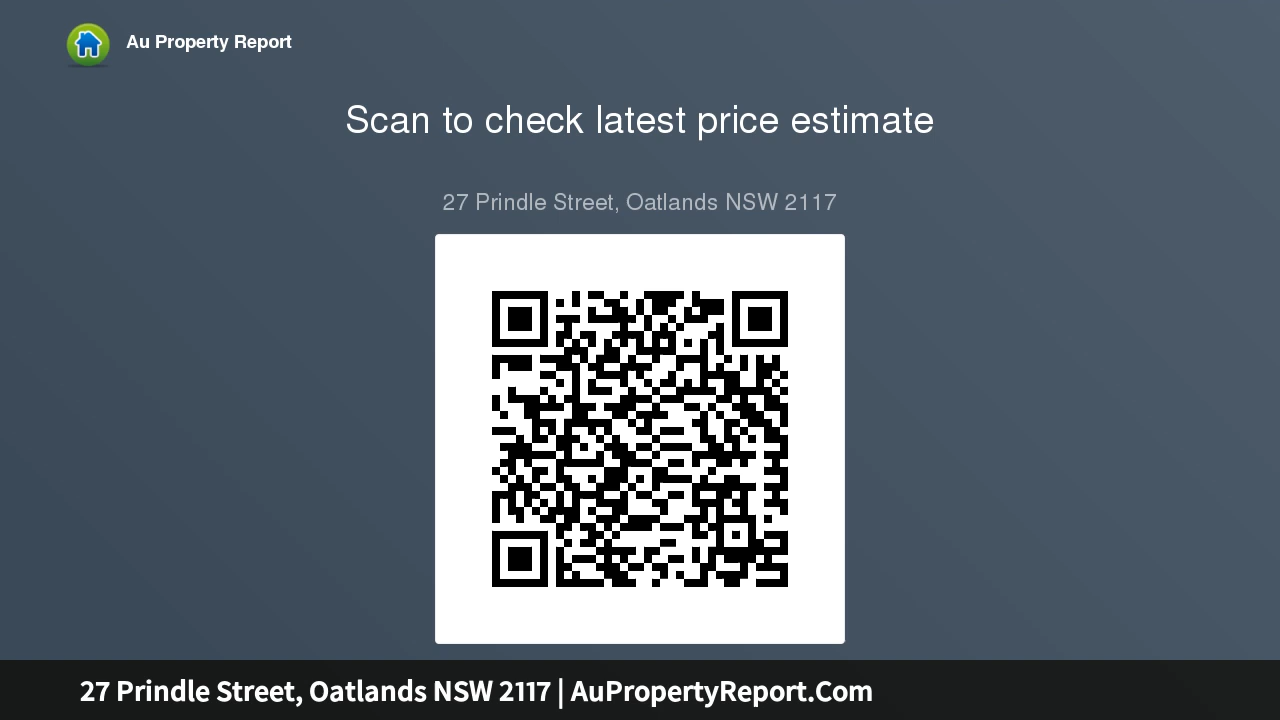 Au Property Report
Scan to check latest price estimate
27 Prindle Street, Oatlands NSW 2117
27 Prindle Street, Oatlands NSW 2117 | AuPropertyReport.Com